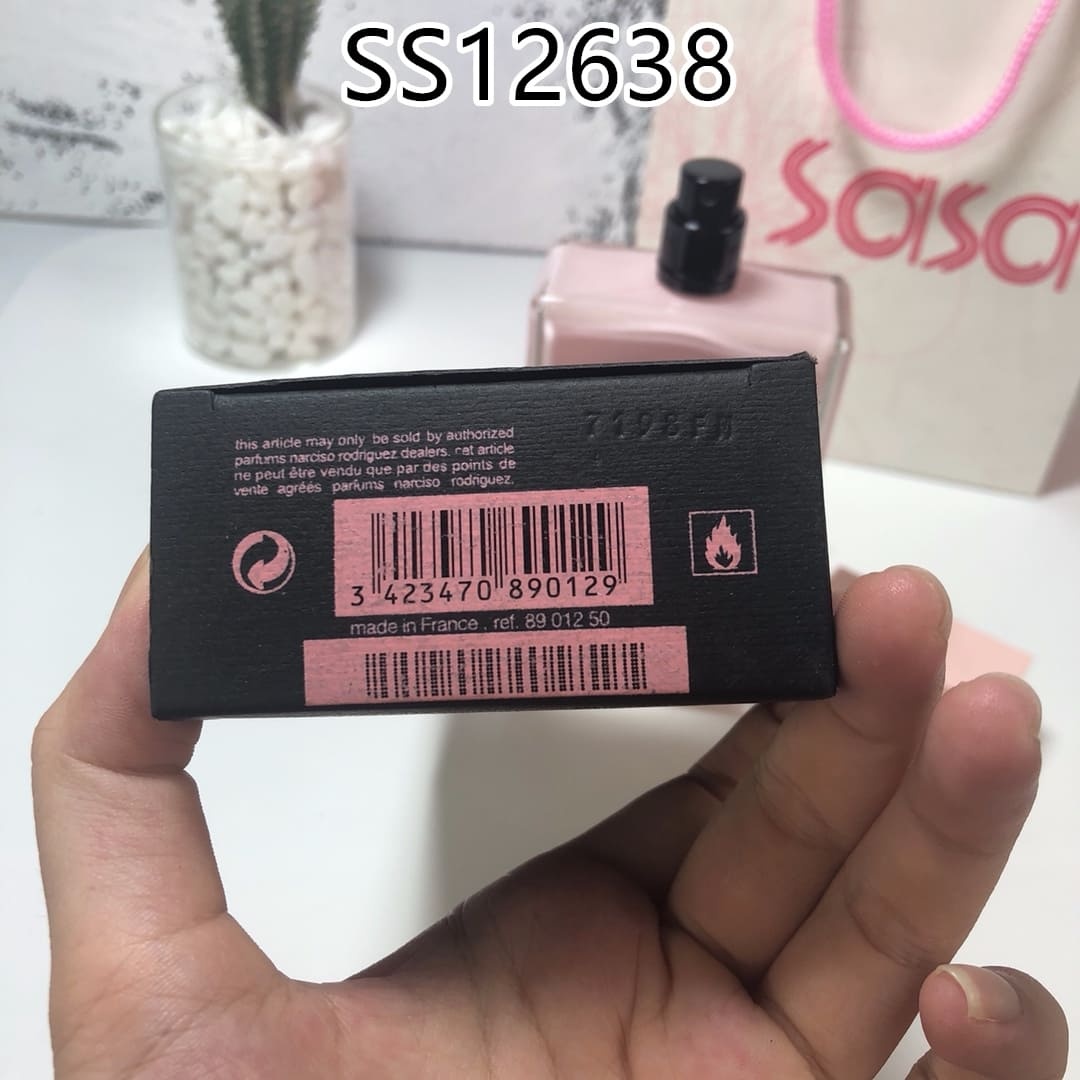 SS12638
sasa
7198FM
this article may only be sold by authorized
parfums narciso rodriguez dealers. cet article
ne peut être vendu que par des points de
vente agréés parfums narciso rodriguez.
3 423470 890129
made in France . ref. 89 012 50